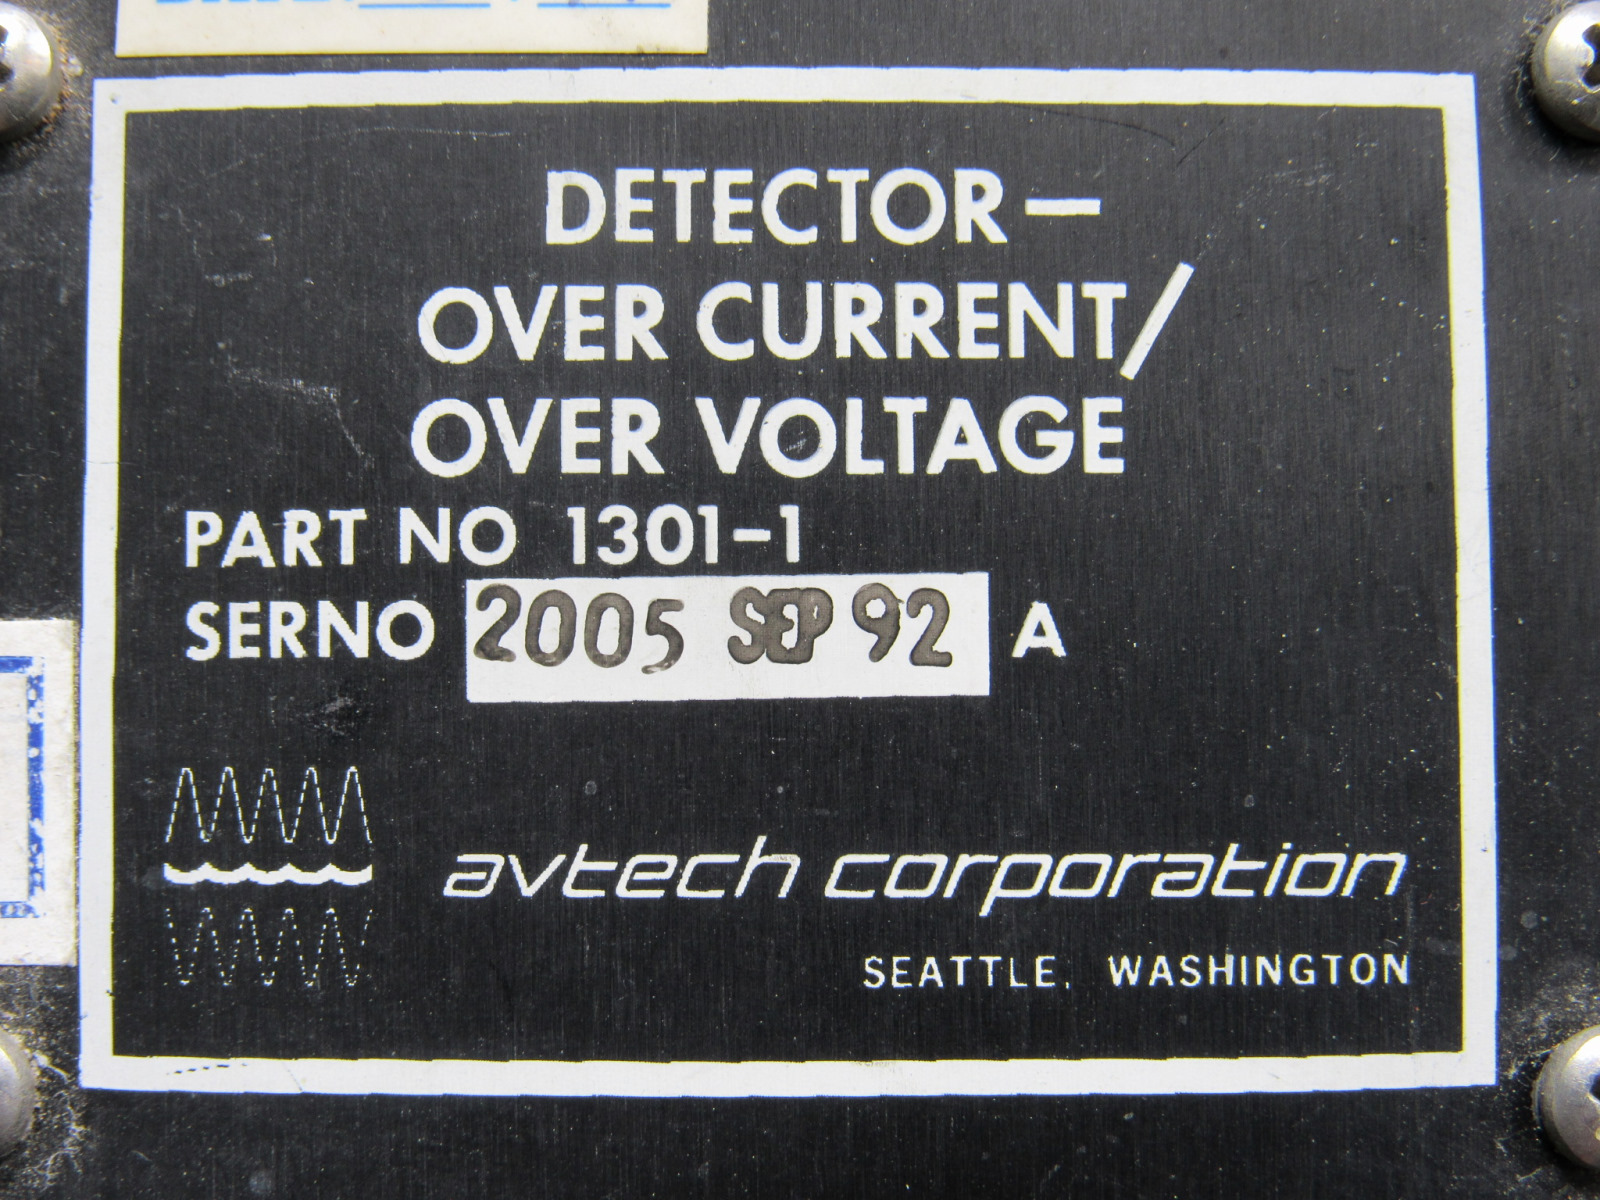 DETECTOR—
OVER CURRENT/
OVER VOLTAGE
PART NO 1301-1
SERNO 2005 SEP 92 A
avtech corporation
SEATTLE, WASHINGTON